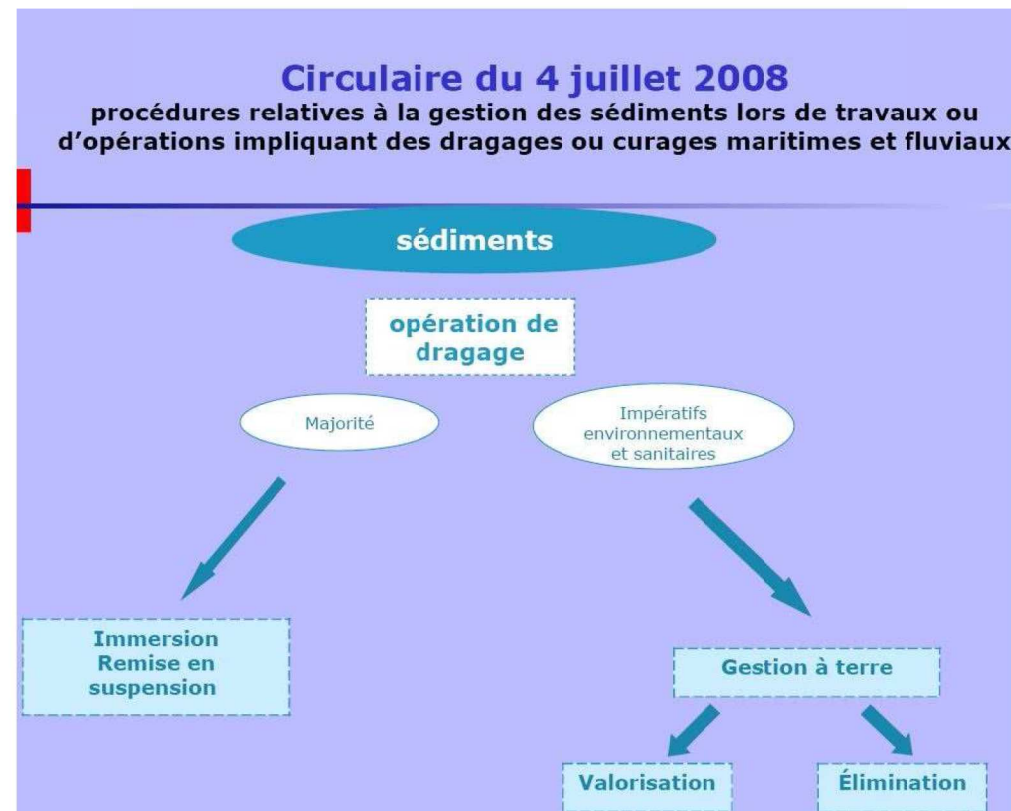 Circulaire du 4 juillet 2008
procédures relatives à la gestion des sédiments lors de travaux ou
d'opérations impliquant des dragages ou curages maritimes et fluviaux
sédiments
opération de
dragage
Majorité
Impératifs
environnementaux
et sanitaires
Immersion
Remise en
suspension
Gestion à terre
Valorisation
Élimination